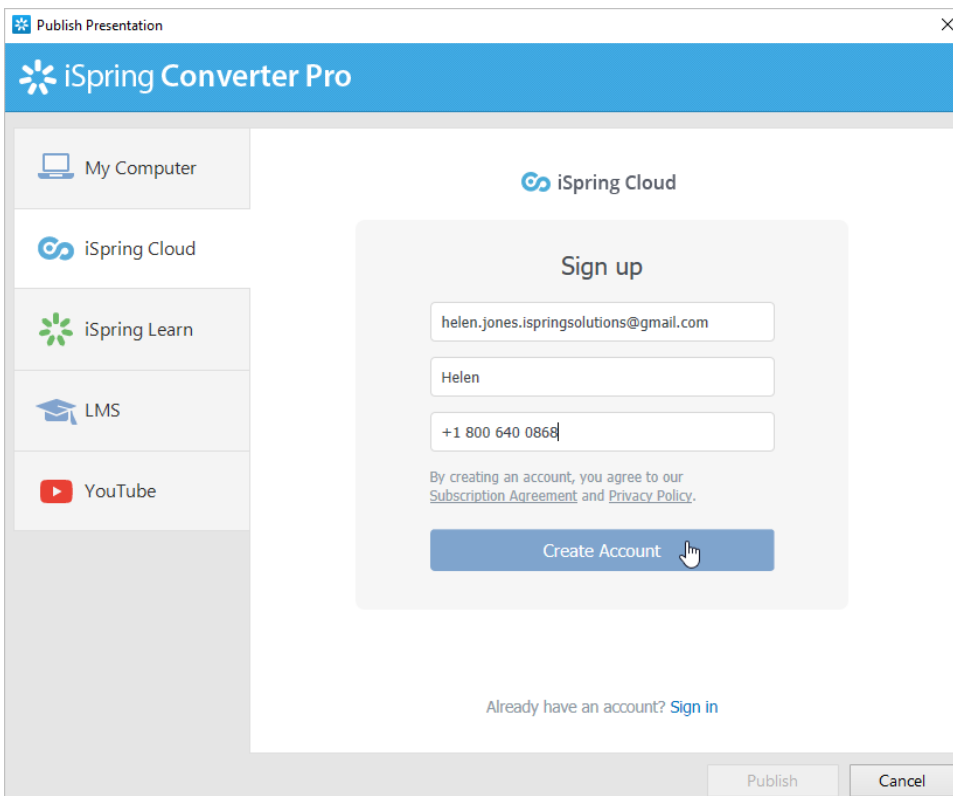 Publish Presentation
iSpring Converter Pro
My Computer
iSpring Cloud
iSpring Learn
LMS
YouTube
iSpring Cloud
Sign up
helen.jones.ispringsolutions@gmail.com
Helen
+1 800 640 0868
By creating an account, you agree to our
Subscription Agreement and Privacy Policy.
Create Account
Already have an account? Sign in
Publish
Cancel